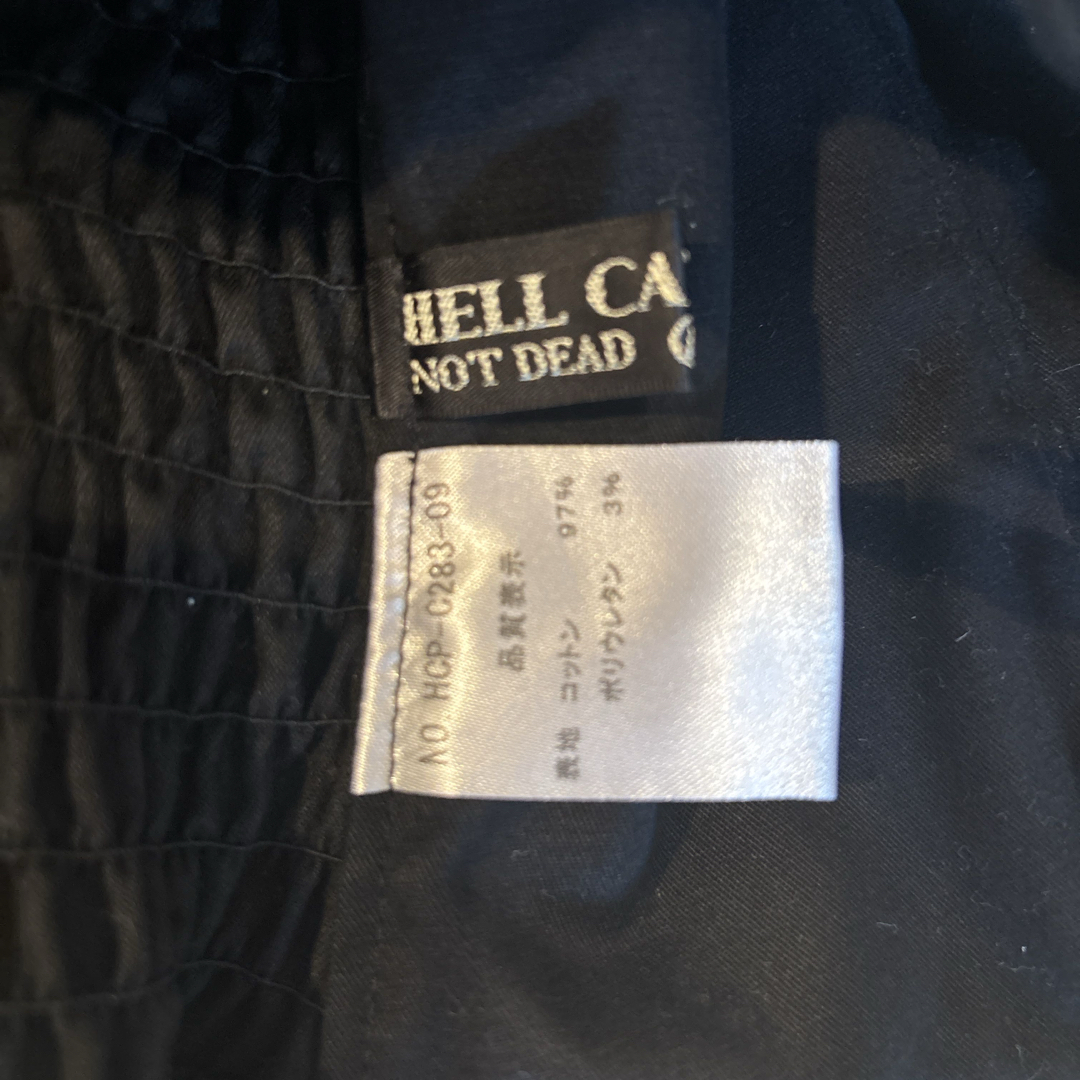 HELL CA
NOT DEAD
NO HCP-C283-09
品質表示
表地 コットン 97%
ポリウレタン 3%